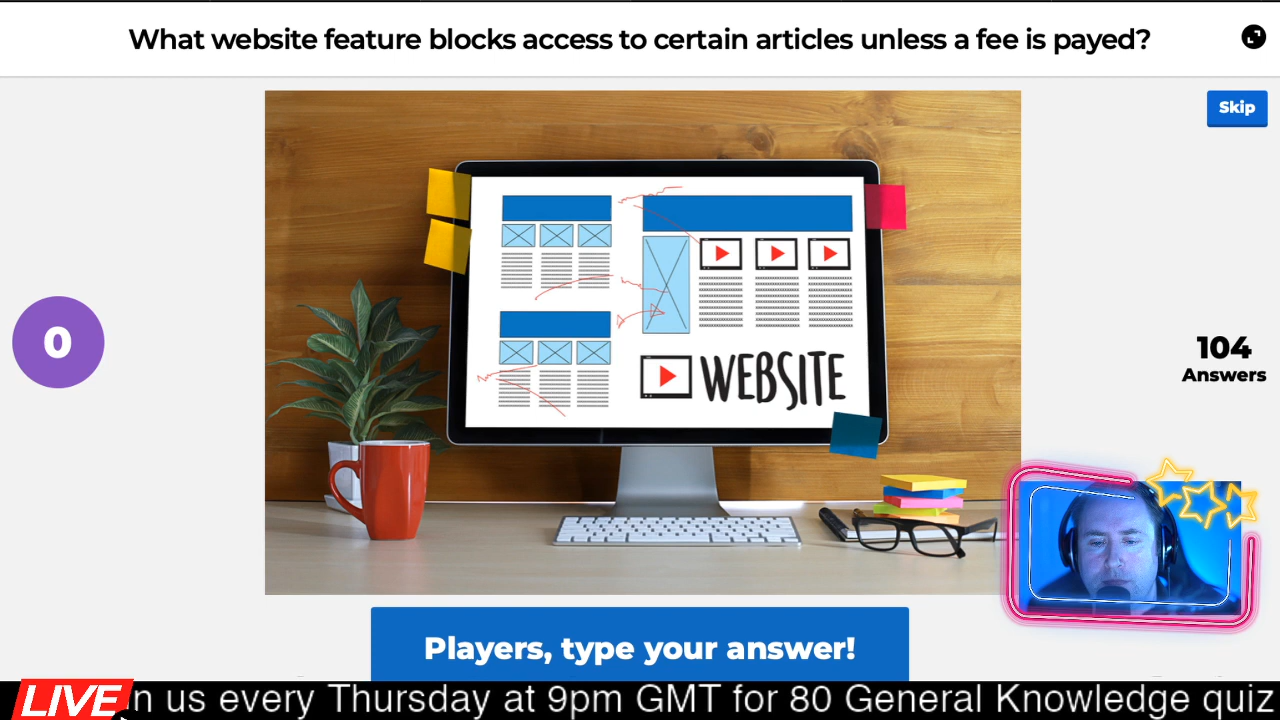 What website feature blocks access to certain articles unless a fee is payed?
Skip
WEBSITE
0
104
Answers
Players, type your answer!
LIVE n us every Thursday at 9pm GMT for 80 General Knowledge quiz